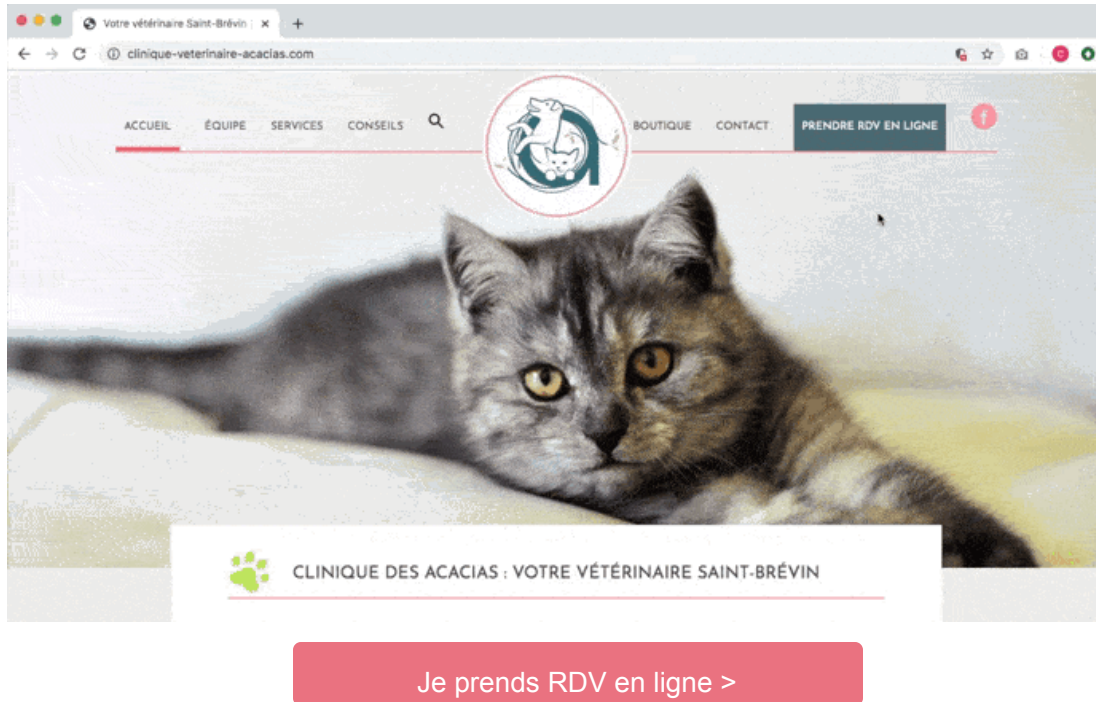 Votre vétérinaire Saint-Brévin :
clinique-veterinaire-acacias.com
ACCUEIL ÉQUIPE SERVICES CONSEILS BOUTIQUE CONTACT PRENDRE RDV EN LIGNE f
CLINIQUE DES ACACIAS : VOTRE VÉTÉRINAIRE SAINT-BRÉVIN
Je prends RDV en ligne >